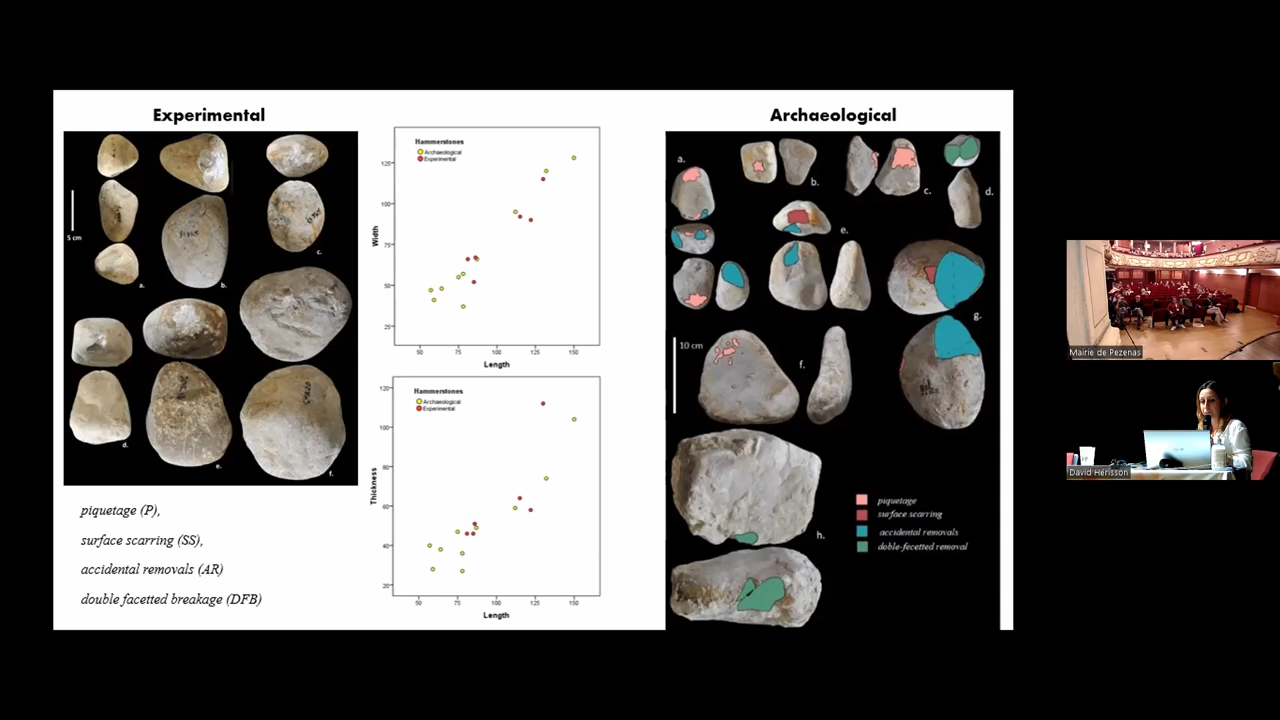 Experimental
5 cm
a.
b.
c.
d.
e.
f.
piquetage (P),
surface scarring (SS),
accidental removals (AR)
double facetted breakage (DFB)
Hammerstones
Archaeological
Experimental
Width
125
100
75
50
25
50
75
100
125
150
Length
Hammerstones
Archaeological
Experimental
Thickness
120
100
80
60
40
20
50
75
100
125
150
Length
Archaeological
a.
b.
c.
d.
e.
f.
g.
h.
10 cm
piquetage
surface scarring
accidental removals
doble-facetted removal
Mairie de Pezenas
David Hérisson